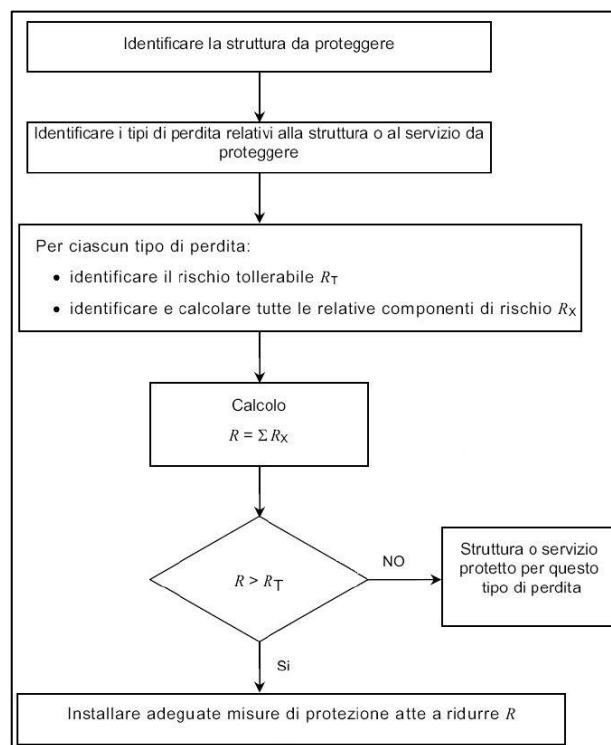 Identificare la struttura da proteggere
Identificare i tipi di perdita relativi alla struttura o al servizio da
proteggere
Per ciascun tipo di perdita:
• identificare il rischio tollerabile RT
• identificare e calcolare tutte le relative componenti di rischio RX
Calcolo
R = Σ RX
R > RT
NO
Struttura o servizio
protetto per questo
tipo di perdita
Si
Installare adeguate misure di protezione atte a ridurre R